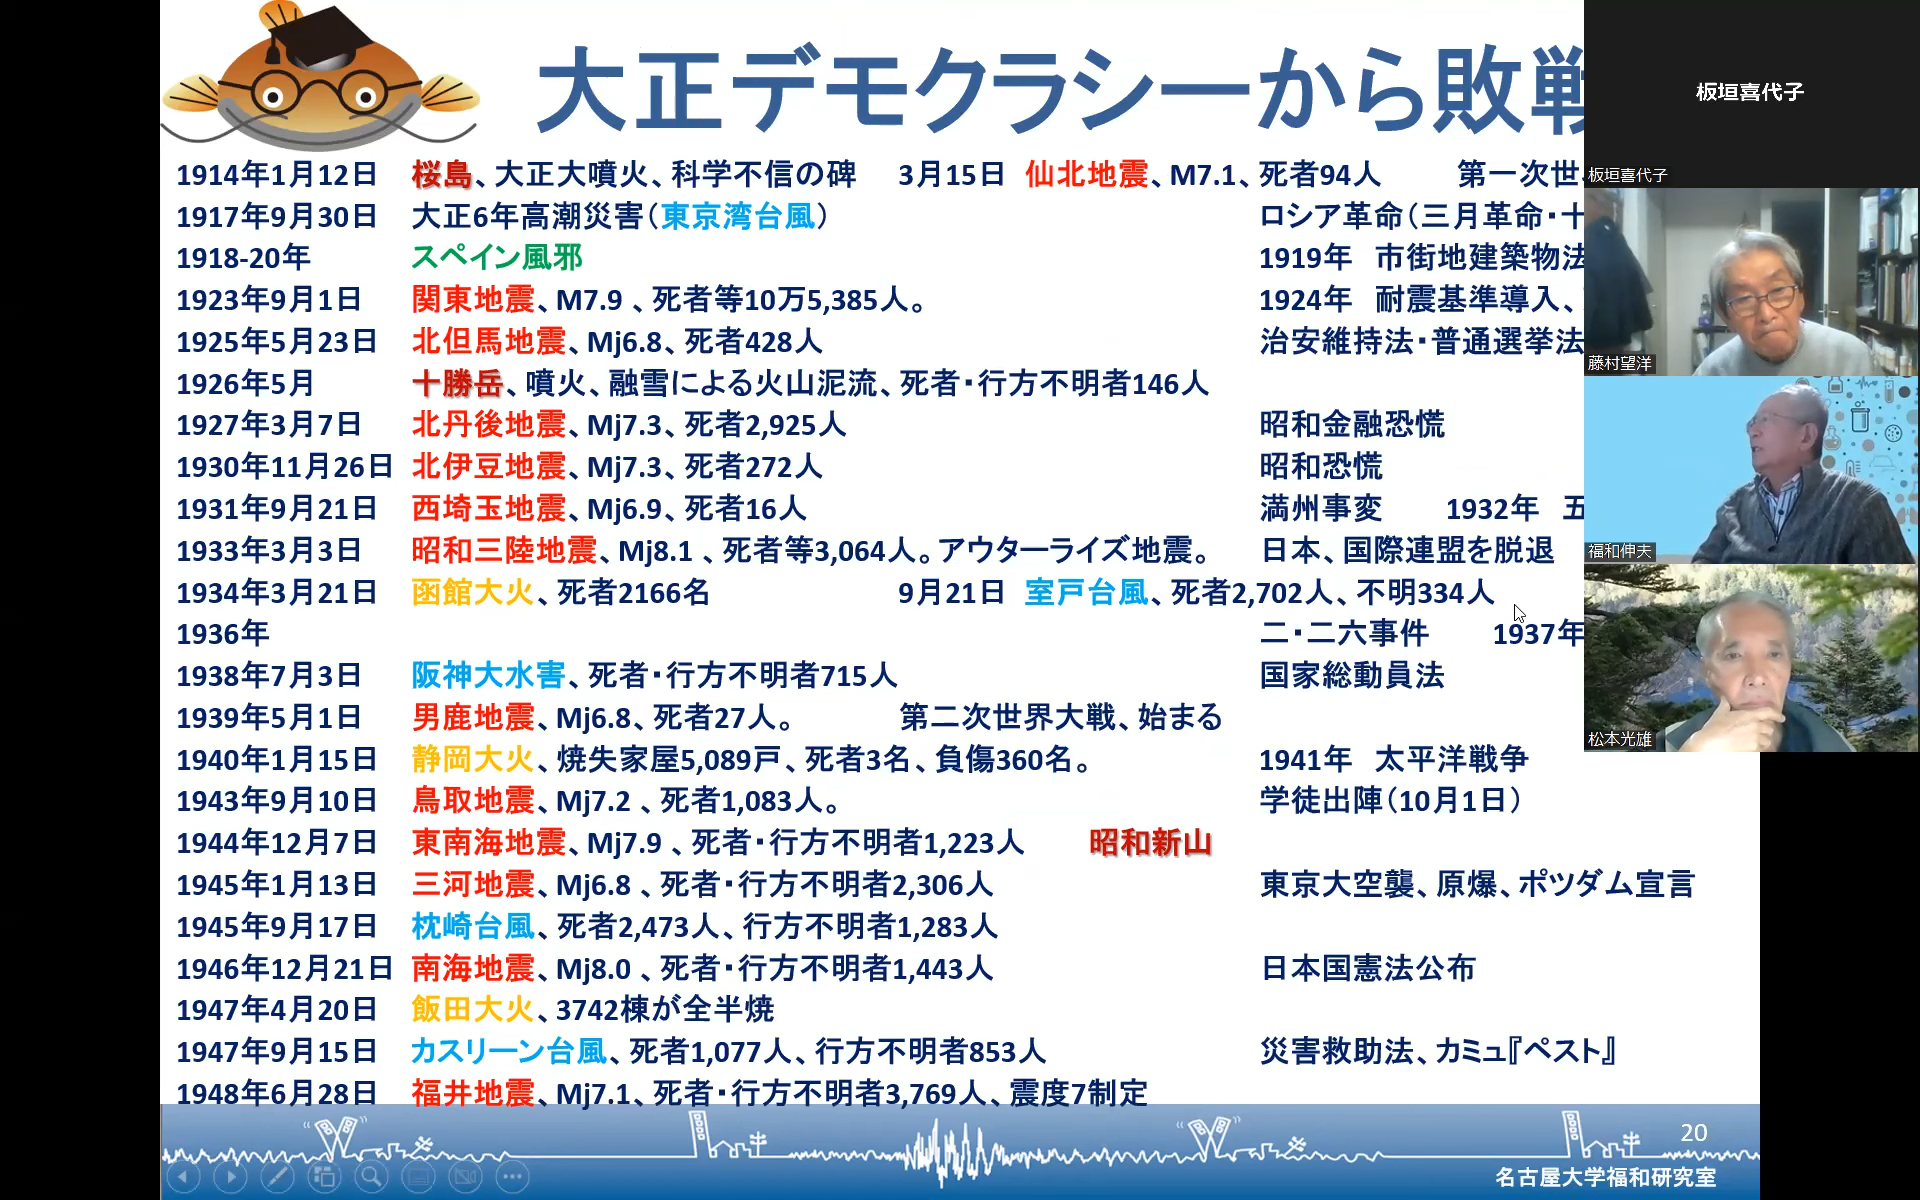 大正デモクラシーから敗戦
1914年1月12日 桜島、大正大噴火、科学不信の碑 3月15日 仙北地震、M7.1、死者94人 第一次世
1917年9月30日 大正6年高潮災害（東京湾台風） ロシア革命（三月革命・十
1918-20年 スペイン風邪 1919年 市街地建築物法
1923年9月1日 関東地震、M7.9 、死者等10万5,385人。 1924年 耐震基準導入、
1925年5月23日 北但馬地震、Mj6.8、死者428人 治安維持法・普通選挙法
1926年5月 十勝岳、噴火、融雪による火山泥流、死者・行方不明者146人
1927年3月7日 北丹後地震、Mj7.3、死者2,925人 昭和金融恐慌
1930年11月26日 北伊豆地震、Mj7.3、死者272人 昭和恐慌
1931年9月21日 西埼玉地震、Mj6.9、死者16人 満州事変 1932年 五
1933年3月3日 昭和三陸地震、Mj8.1 、死者等3,064人。アウターライズ地震。 日本、国際連盟を脱退
1934年3月21日 函館大火、死者2166名 9月21日 室戸台風、死者2,702人、不明334人
1936年 二・二六事件 1937年
1938年7月3日 阪神大水害、死者・行方不明者715人 国家総動員法
1939年5月1日 男鹿地震、Mj6.8、死者27人。 第二次世界大戦、始まる
1940年1月15日 静岡大火、焼失家屋5,089戸、死者3名、負傷360名。 1941年 太平洋戦争
1943年9月10日 鳥取地震、Mj7.2 、死者1,083人。 学徒出陣（10月1日）
1944年12月7日 東南海地震、Mj7.9 、死者・行方不明者1,223人 昭和新山
1945年1月13日 三河地震、Mj6.8 、死者・行方不明者2,306人 東京大空襲、原爆、ポツダム宣言
1945年9月17日 枕崎台風、死者2,473人、行方不明者1,283人
1946年12月21日 南海地震、Mj8.0 、死者・行方不明者1,443人 日本国憲法公布
1947年4月20日 飯田大火、3742棟が全半焼
1947年9月15日 カスリーン台風、死者1,077人、行方不明者853人 災害救助法、カミュ『ペスト』
1948年6月28日 福井地震、Mj7.1、死者・行方不明者3,769人、震度7制定
20
名古屋大学福和研究室
板垣喜代子
板垣喜代子
藤村望洋
福和伸夫
松本光雄